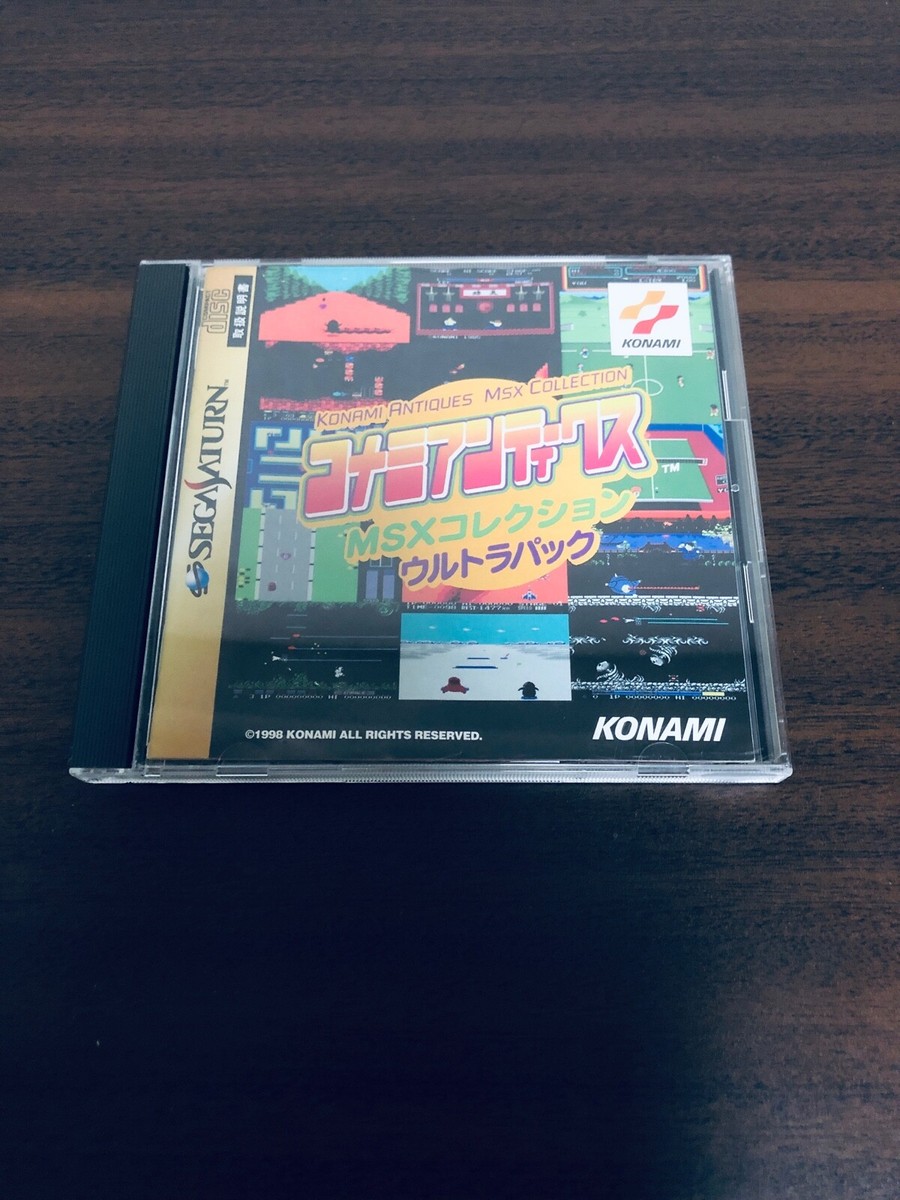 COMPACT
disc
取扱説明書
SEGA SATURN™
KONAMI
KONAMI ANTIQUES MSX COLLECTION
コナミアンティークス
TM
MSXコレクション
ウルトラパック
©1998 KONAMI ALL RIGHTS RESERVED.
KONAMI